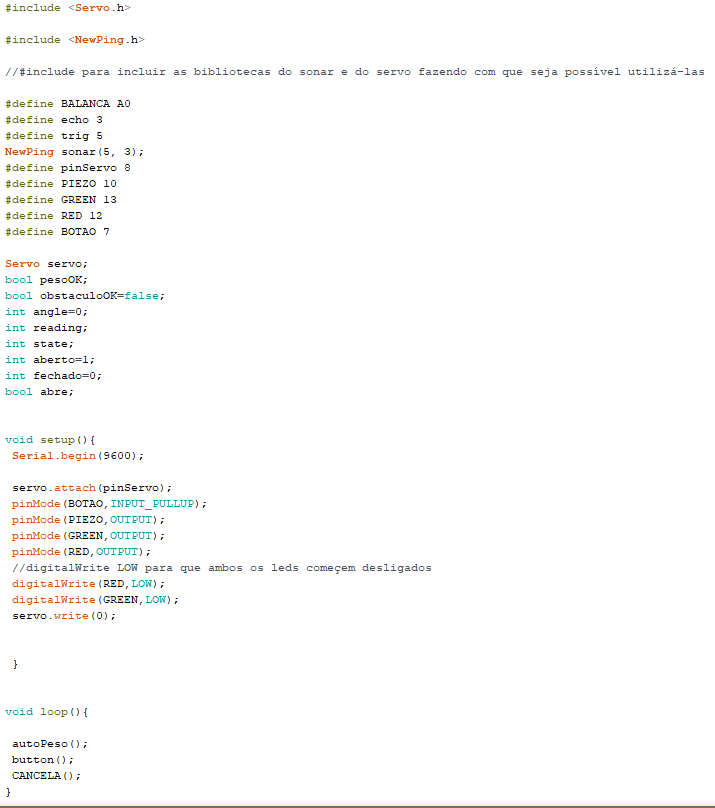 #include <Servo.h>
#include <NewPing.h>
//#include para incluir as bibliotecas do sonar e do servo fazendo com que seja possível utilizá-las
#define BALANCA A0
#define echo 3
#define trig 5
NewPing sonar(5, 3);
#define pinServo 8
#define PIEZO 10
#define GREEN 13
#define RED 12
#define BOTAO 7
Servo servo;
bool pesoOK;
bool obstaculoOK=false;
int angle=0;
int reading;
int state;
int aberto=1;
int fechado=0;
bool abre;
void setup(){
Serial.begin(9600);
servo.attach(pinServo);
pinMode(BOTAO,INPUT_PULLUP);
pinMode(PIEZO,OUTPUT);
pinMode(GREEN,OUTPUT);
pinMode(RED,OUTPUT);
//digitalWrite LOW para que ambos os leds começem desligados
digitalWrite(RED,LOW);
digitalWrite(GREEN,LOW);
servo.write(0);
}
void loop(){
autoPeso();
button();
CANCELA();
}